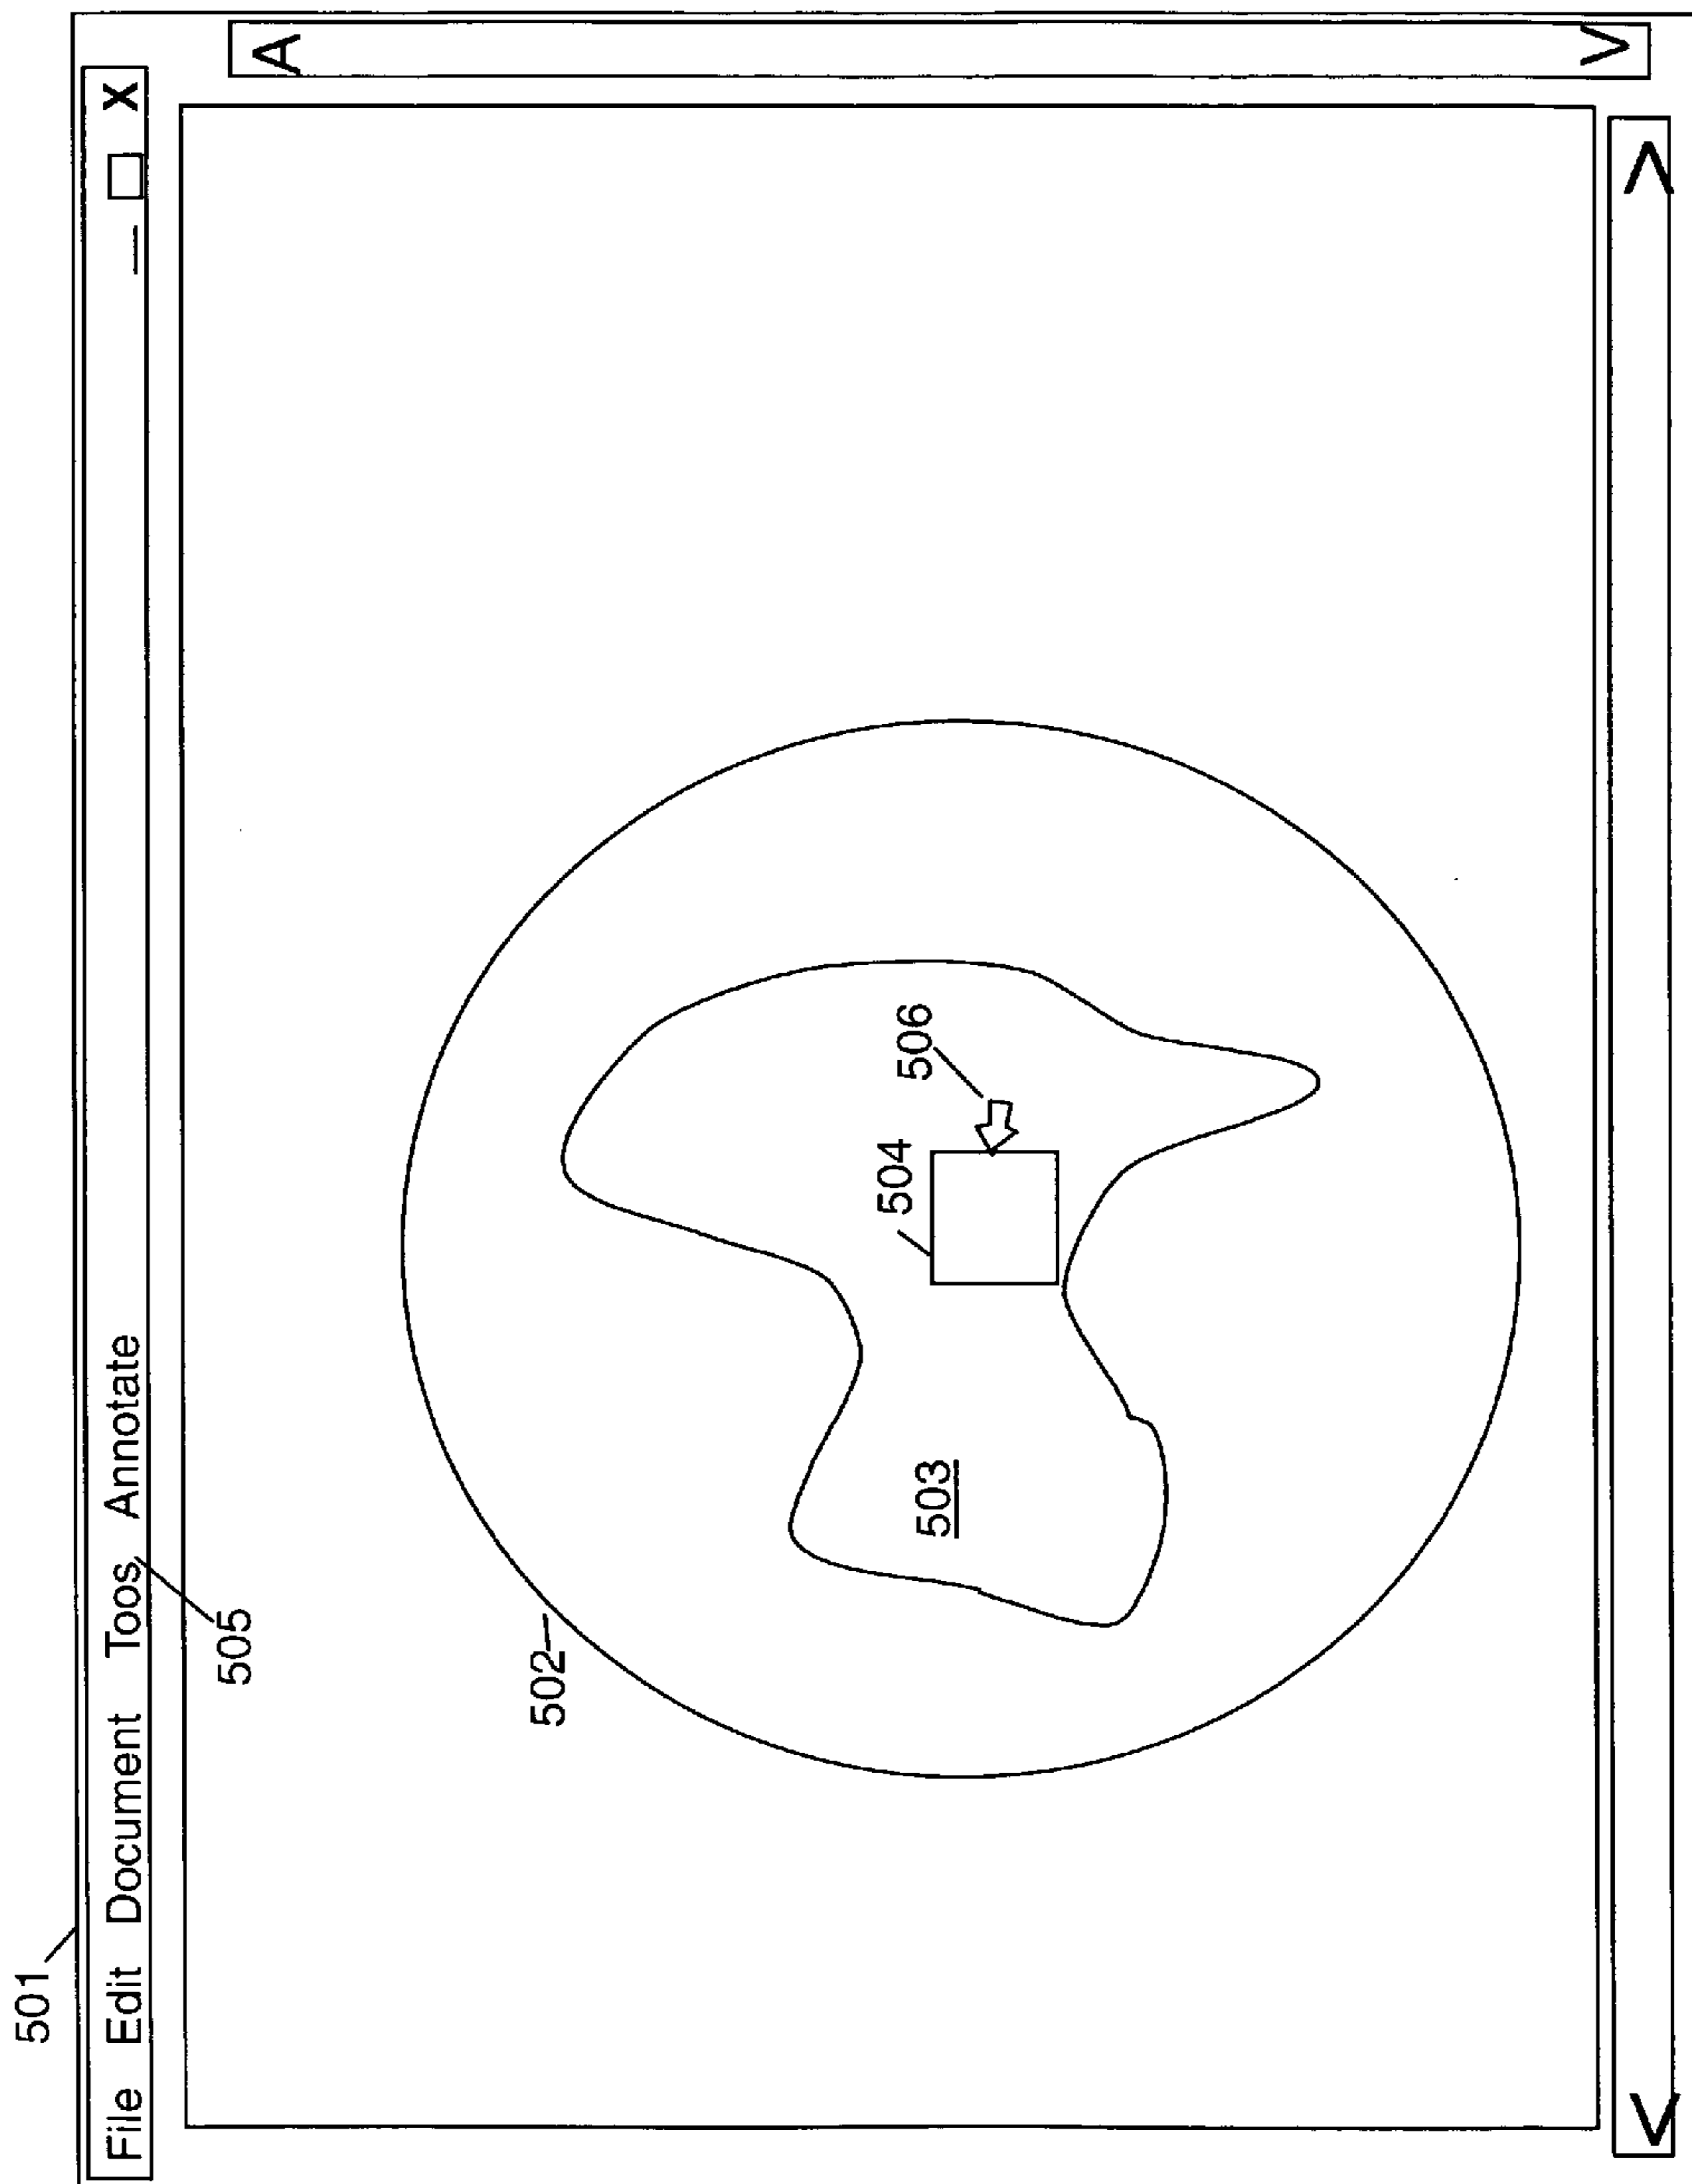 501
File Edit Document Toos Annotate _ □ X
A
505
502
504
506
503
V
< >